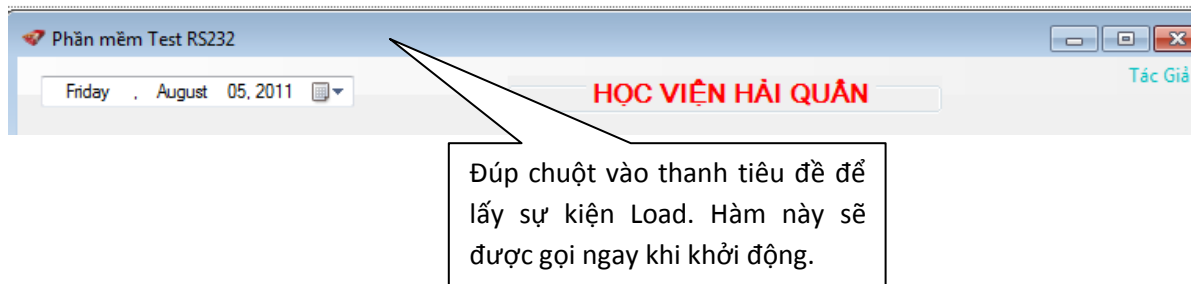 Phần mềm Test RS232
Friday , August 05, 2011
HỌC VIỆN HẢI QUÂN
Tác Giả
Đúp chuột vào thanh tiêu đề để
lấy sự kiện Load. Hàm này sẽ
được gọi ngay khi khởi động.